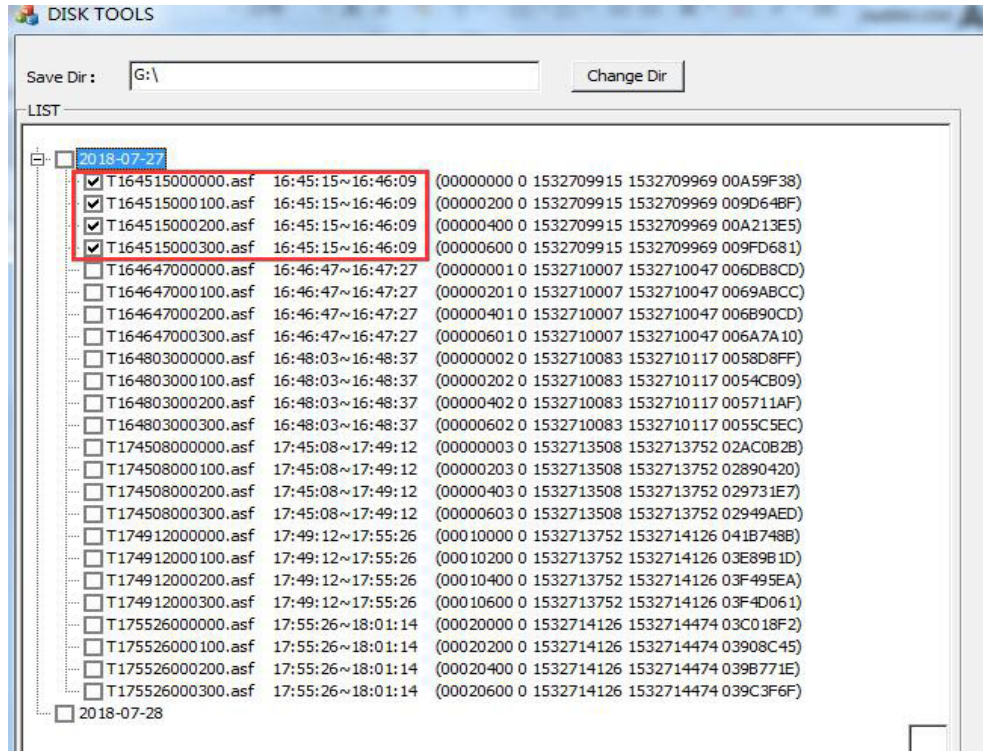 DISK TOOLS
Save Dir: G:\ Change Dir
LIST
2018-07-27
T164515000000.asf 16:45:15~16:46:09 (00000000 0 1532709915 1532709969 00A59F38)
T164515000100.asf 16:45:15~16:46:09 (00000200 0 1532709915 1532709969 009D64BF)
T164515000200.asf 16:45:15~16:46:09 (00000400 0 1532709915 1532709969 00A213E5)
T164515000300.asf 16:45:15~16:46:09 (00000600 0 1532709915 1532709969 009FD681)
T164647000000.asf 16:46:47~16:47:27 (00000001 0 1532710007 1532710047 006DB8CD)
T164647000100.asf 16:46:47~16:47:27 (00000201 0 1532710007 1532710047 0069ABCC)
T164647000200.asf 16:46:47~16:47:27 (00000401 0 1532710007 1532710047 006B90CD)
T164647000300.asf 16:46:47~16:47:27 (00000601 0 1532710007 1532710047 006A7A10)
T164803000000.asf 16:48:03~16:48:37 (00000002 0 1532710083 1532710117 0058D8FF)
T164803000100.asf 16:48:03~16:48:37 (00000202 0 1532710083 1532710117 0054CB09)
T164803000200.asf 16:48:03~16:48:37 (00000402 0 1532710083 1532710117 005711AF)
T164803000300.asf 16:48:03~16:48:37 (00000602 0 1532710083 1532710117 0055C5EC)
T174508000000.asf 17:45:08~17:49:12 (00000003 0 1532713508 1532713752 02AC0B2B)
T174508000100.asf 17:45:08~17:49:12 (00000203 0 1532713508 1532713752 02890420)
T174508000200.asf 17:45:08~17:49:12 (00000403 0 1532713508 1532713752 029731E7)
T174508000300.asf 17:45:08~17:49:12 (00000603 0 1532713508 1532713752 02949AED)
T174912000000.asf 17:49:12~17:55:26 (00010000 0 1532713752 1532714126 041B748B)
T174912000100.asf 17:49:12~17:55:26 (00010200 0 1532713752 1532714126 03E89B1D)
T174912000200.asf 17:49:12~17:55:26 (00010400 0 1532713752 1532714126 03F495EA)
T174912000300.asf 17:49:12~17:55:26 (00010600 0 1532713752 1532714126 03F4D061)
T175526000000.asf 17:55:26~18:01:14 (00020000 0 1532714126 1532714474 03C018F2)
T175526000100.asf 17:55:26~18:01:14 (00020200 0 1532714126 1532714474 03908C45)
T175526000200.asf 17:55:26~18:01:14 (00020400 0 1532714126 1532714474 039B771E)
T175526000300.asf 17:55:26~18:01:14 (00020600 0 1532714126 1532714474 039C3F6F)
2018-07-28